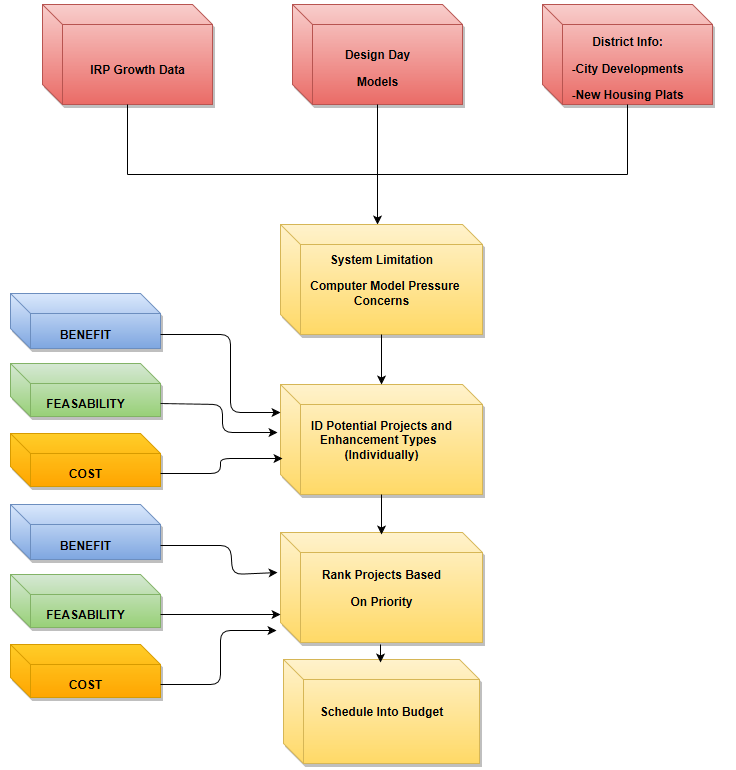 IRP Growth Data
Design Day
Models
District Info:
-City Developments
-New Housing Plats
System Limitation
Computer Model Pressure
Concerns
BENEFIT
FEASABILITY
COST
ID Potential Projects and
Enhancement Types
(Individually)
BENEFIT
FEASABILITY
COST
Rank Projects Based
On Priority
Schedule Into Budget